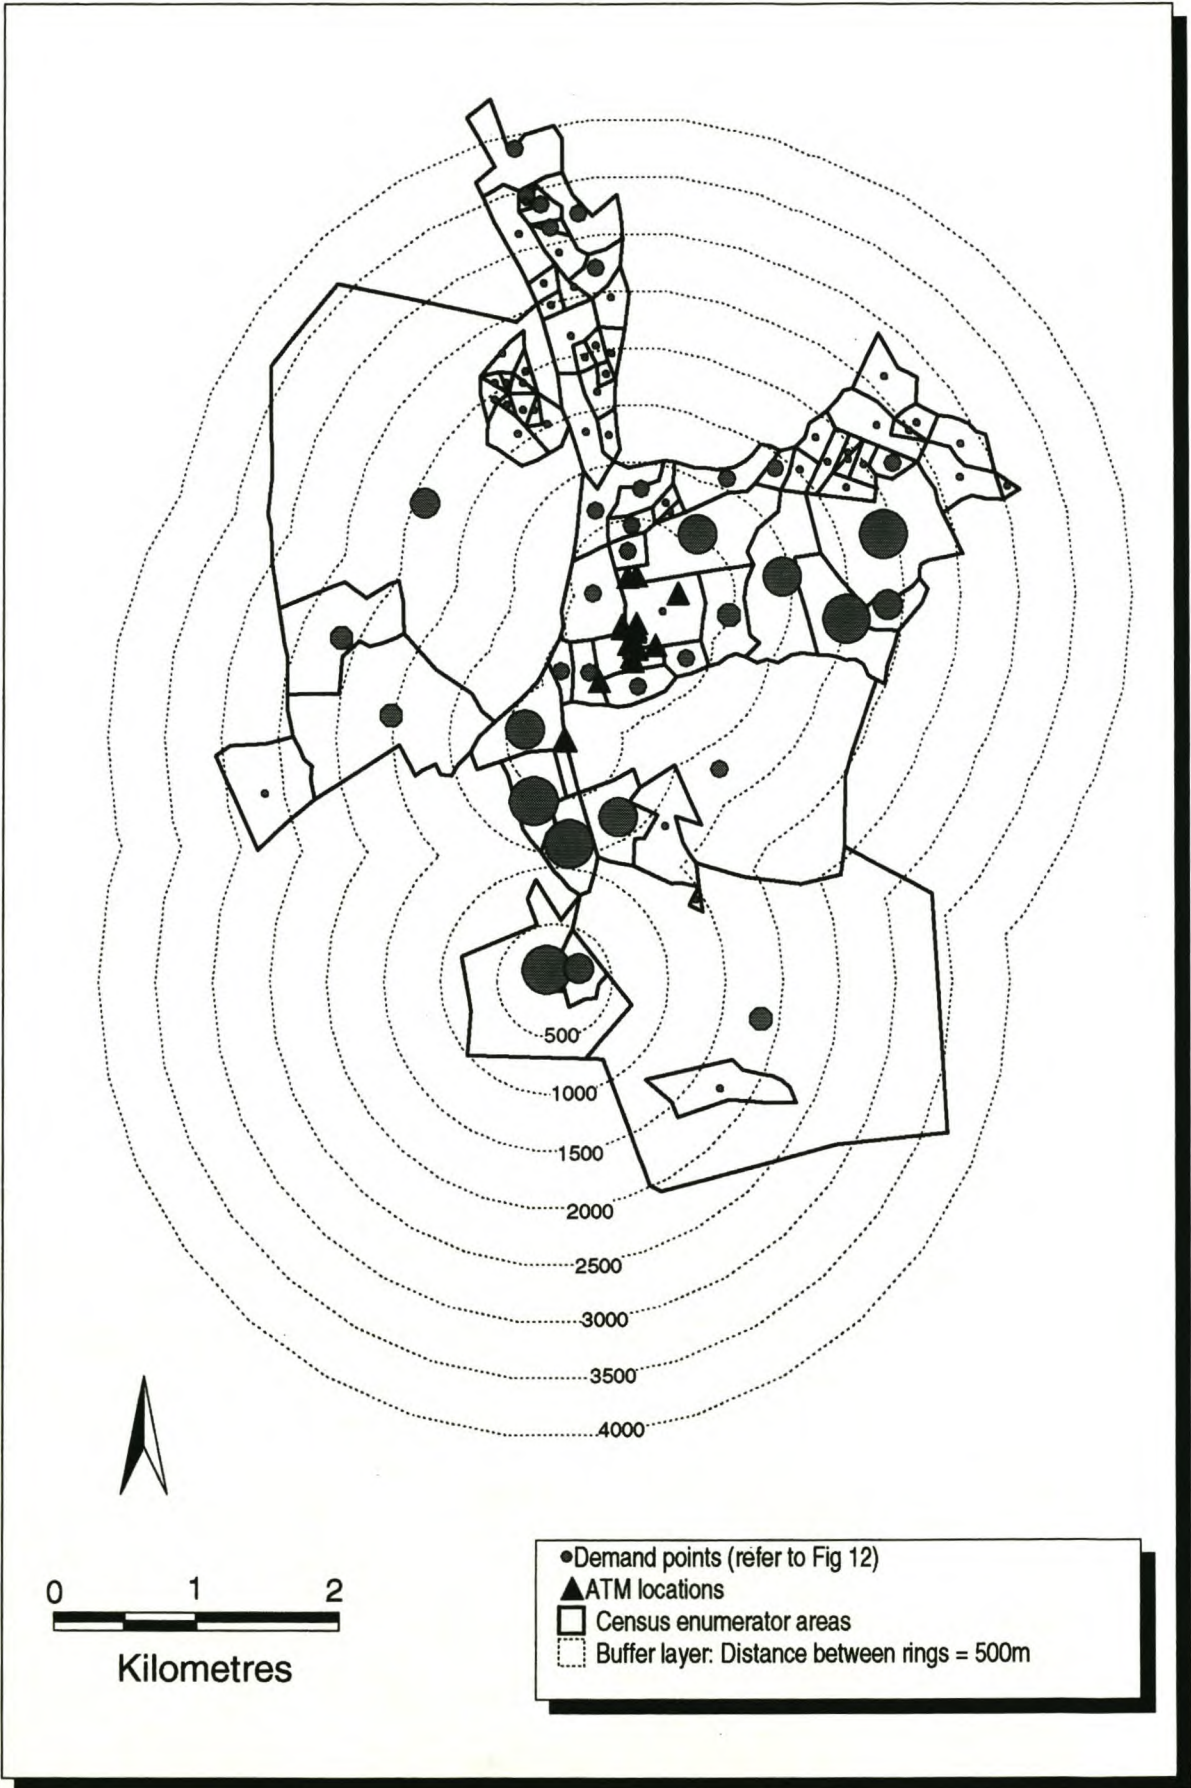 500
1000
1500
2000
2500
3000
3500
4000
0 1 2
Kilometres
Demand points (refer to Fig 12)
ATM locations
Census enumerator areas
Buffer layer: Distance between rings = 500m